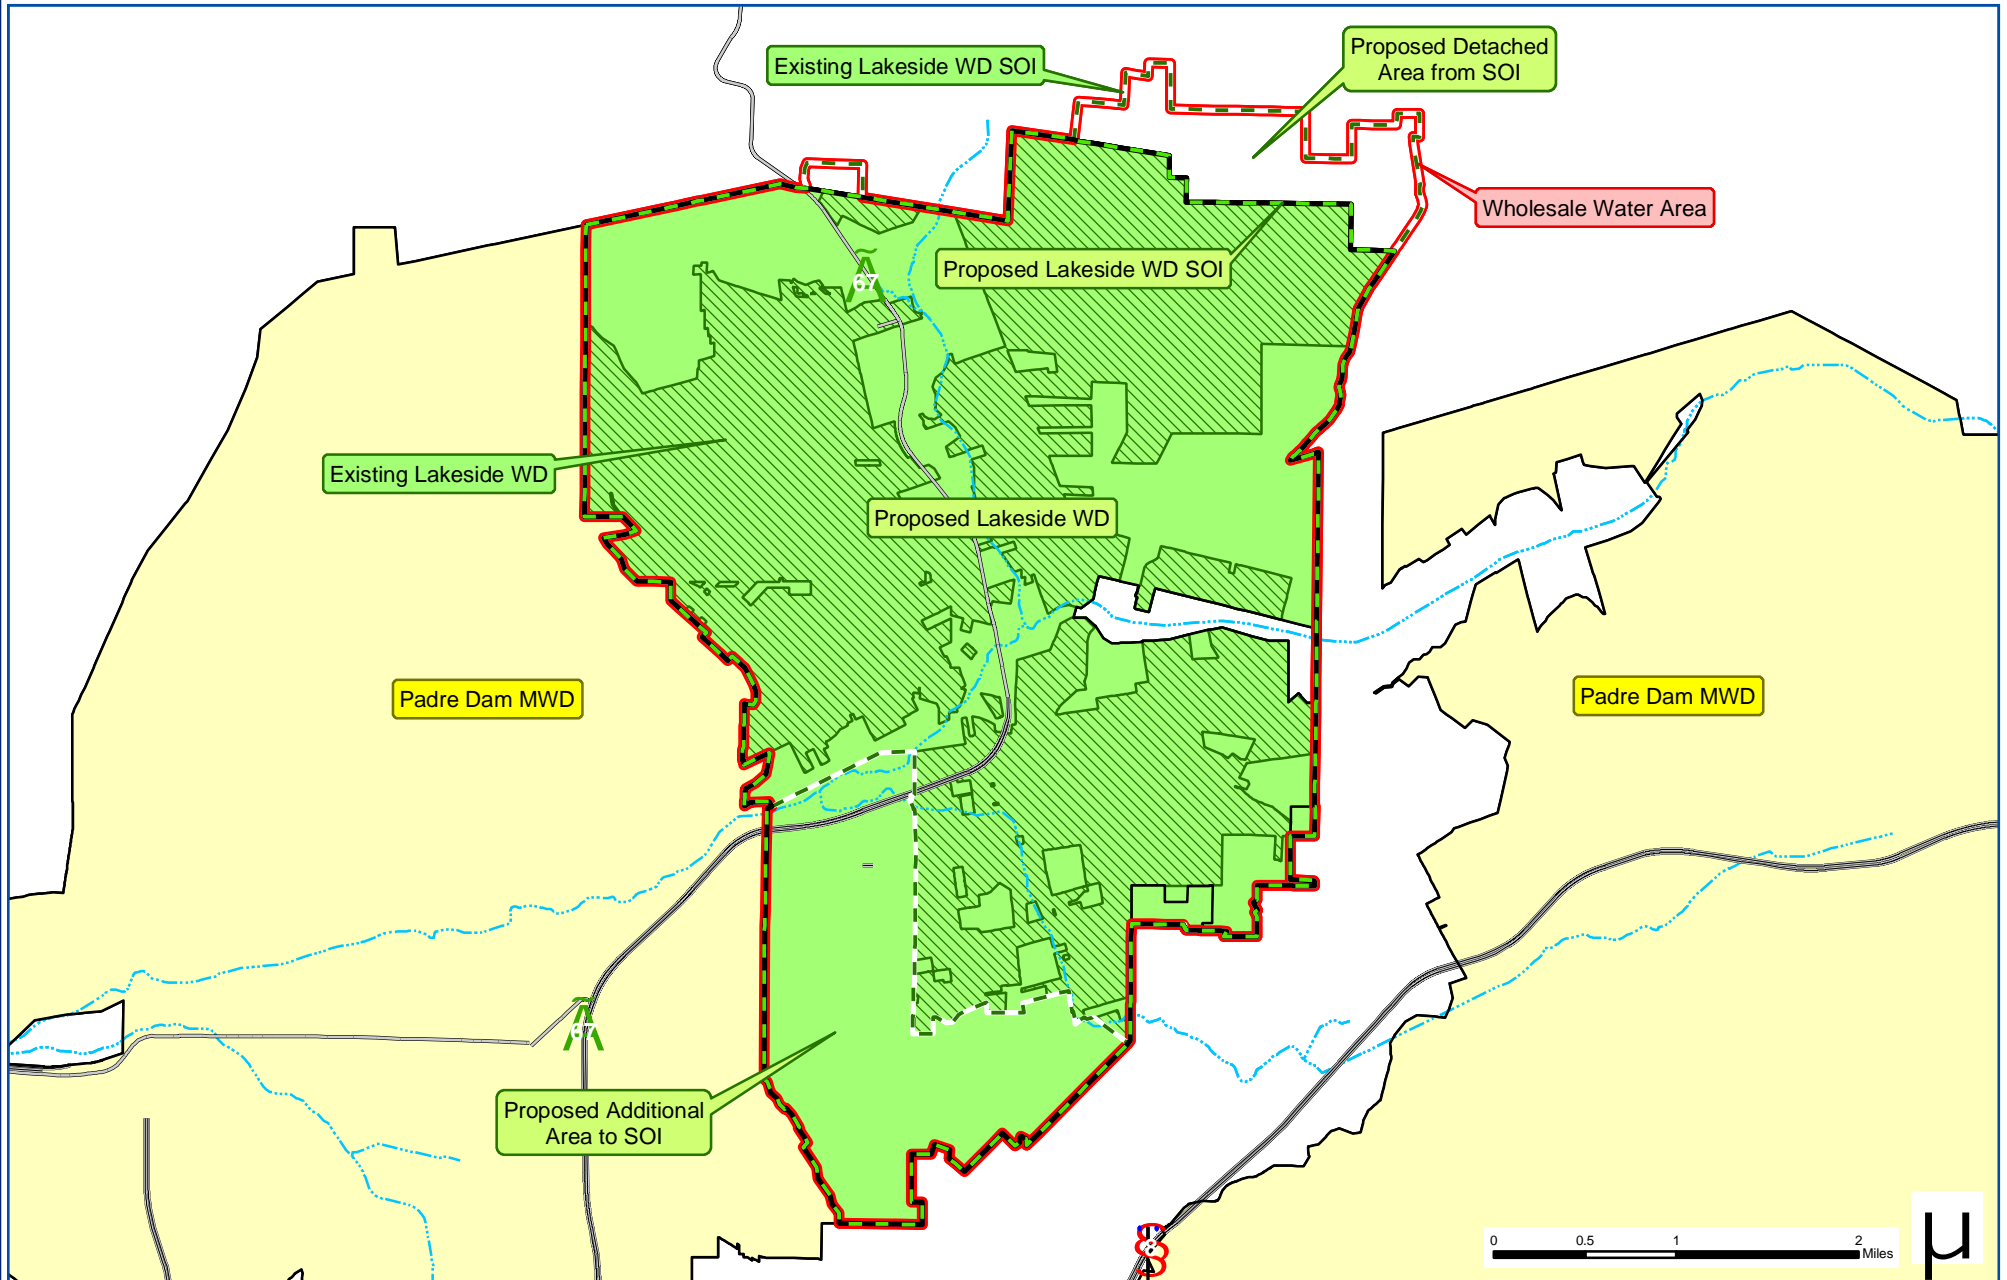 Existing Lakeside WD SOI
Proposed Detached
Area from SOI
Wholesale Water Area
Proposed Lakeside WD SOI
67
Existing Lakeside WD
Proposed Lakeside WD
Padre Dam MWD
Padre Dam MWD
67
Proposed Additional
Area to SOI
8
0 0.5 1 2
Miles
µ